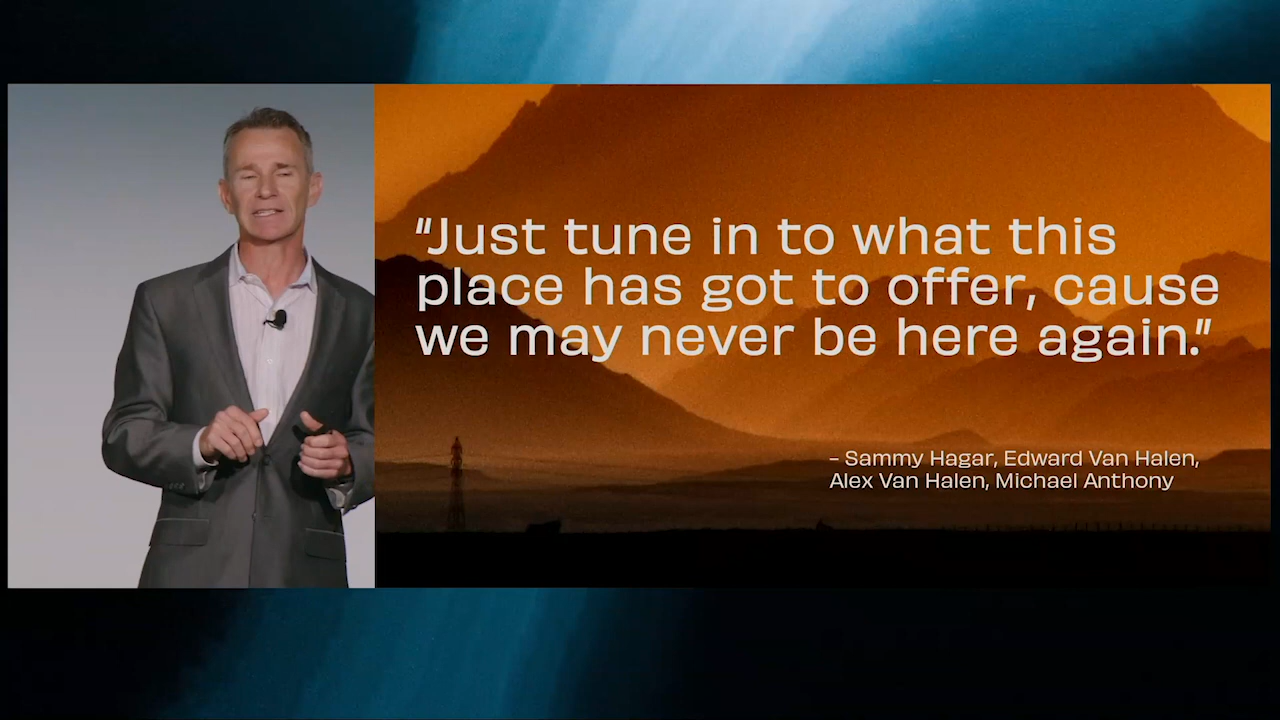 "Just tune in to what this
place has got to offer, cause
we may never be here again."
- Sammy Hagar, Edward Van Halen,
Alex Van Halen, Michael Anthony